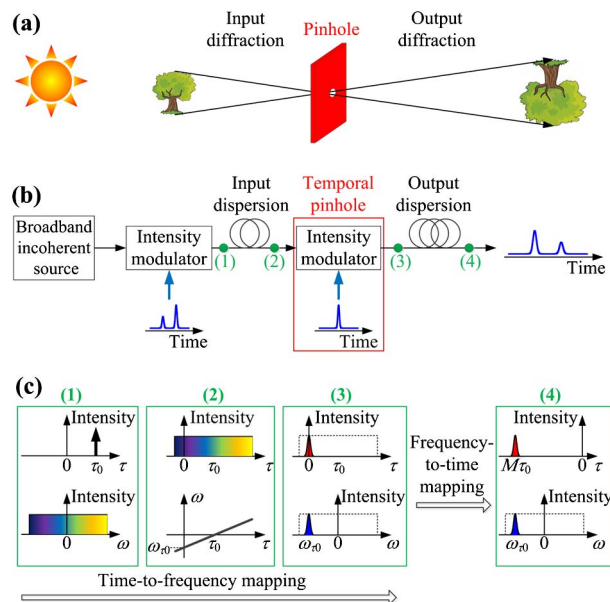 (a)
Input
diffraction
Pinhole
Output
diffraction
(b)
Broadband
incoherent
source
Intensity
modulator
Time
(1)
Input
dispersion
(2)
Temporal
pinhole
Intensity
modulator
Time
(3)
Output
dispersion
(4)
Time
(c)
(1)
Intensity
0 τ0 τ
Intensity
0 ω
(2)
Intensity
0 τ0 τ
ω
ωτ0 0 τ0 τ
(3)
Intensity
0 τ0 τ
Intensity
ωτ0 0 ω
Time-to-frequency mapping
Frequency-
to-time
mapping
(4)
Intensity
Mτ0 0 τ
Intensity
ωτ0 0 ω